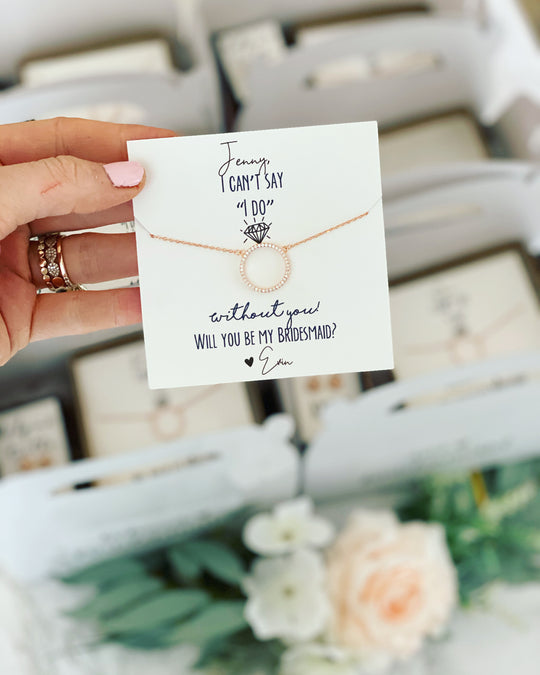 Jenny,
I CAN'T SAY
"I DO"
without you!
WILL YOU BE MY BRIDESMAID?
♥ Erin